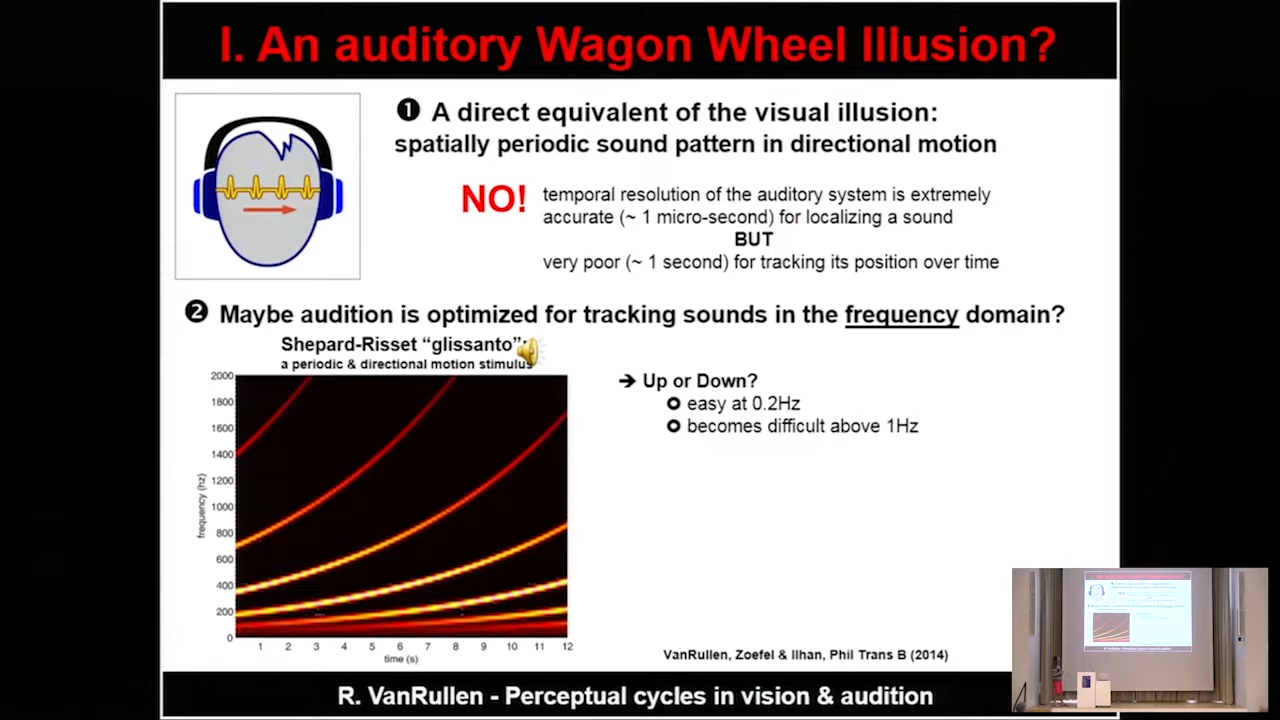 I. An auditory Wagon Wheel Illusion?
❶ A direct equivalent of the visual illusion:
spatially periodic sound pattern in directional motion
NO! temporal resolution of the auditory system is extremely
accurate (~ 1 micro-second) for localizing a sound
BUT
very poor (~ 1 second) for tracking its position over time
❷ Maybe audition is optimized for tracking sounds in the frequency domain?
Shepard-Risset “glissanto”:
a periodic & directional motion stimulus
➔ Up or Down?
easy at 0.2Hz
becomes difficult above 1Hz
2000
1800
1600
1400
1200
1000
800
600
400
200
0
frequency (hz)
1 2 3 4 5 6 7 8 9 10 11 12
time (s)
VanRullen, Zoefel & Ilhan, Phil Trans B (2014)
R. VanRullen - Perceptual cycles in vision & audition